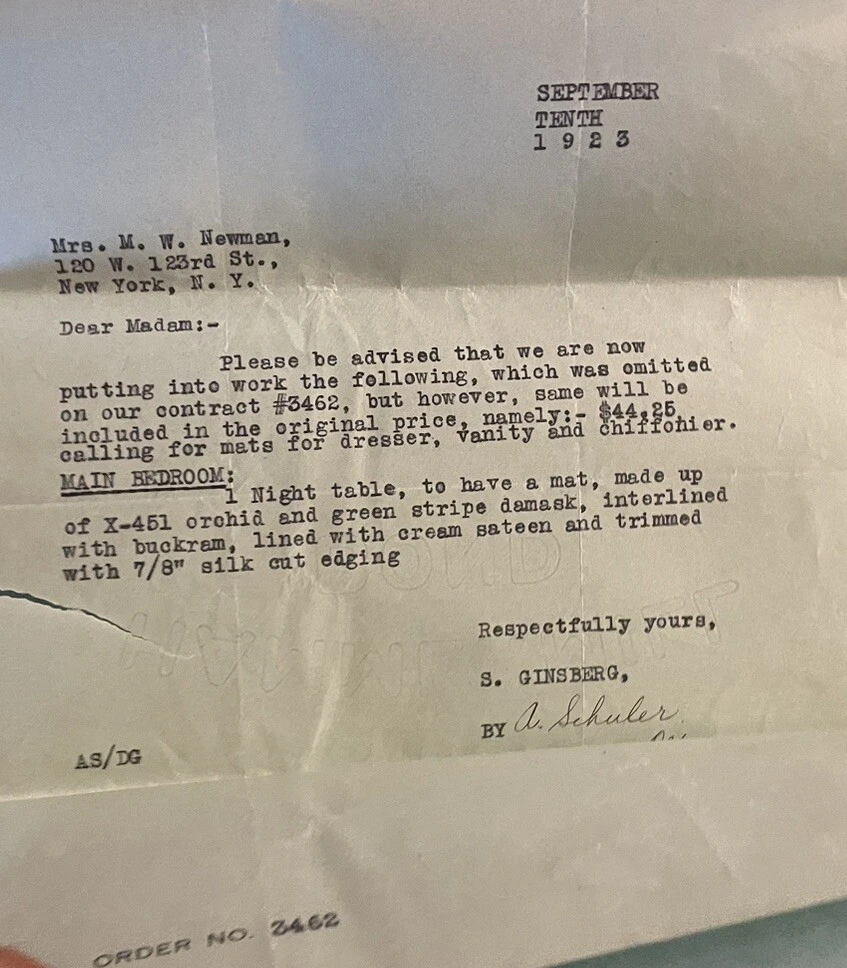 SEPTEMBER
TENTH
1 9 2 3
Mrs. M. W. Newman,
120 W. 123rd St.,
New York, N. Y.
Dear Madam:-
Please be advised that we are now
putting into work the following, which was omitted
on our contract #3462, but however, same will be
included in the original price, namely:- $44.25
calling for mats for dresser, vanity and chiffonier.
MAIN BEDROOM:
1 Night table, to have a mat, made up
of X-451 orchid and green stripe damask, interlined
with buckram, lined with cream sateen and trimmed
with 7/8" silk cut edging
Respectfully yours,
S. GINSBERG,
BY A. Schuler
AS/DG
ORDER NO. 3462